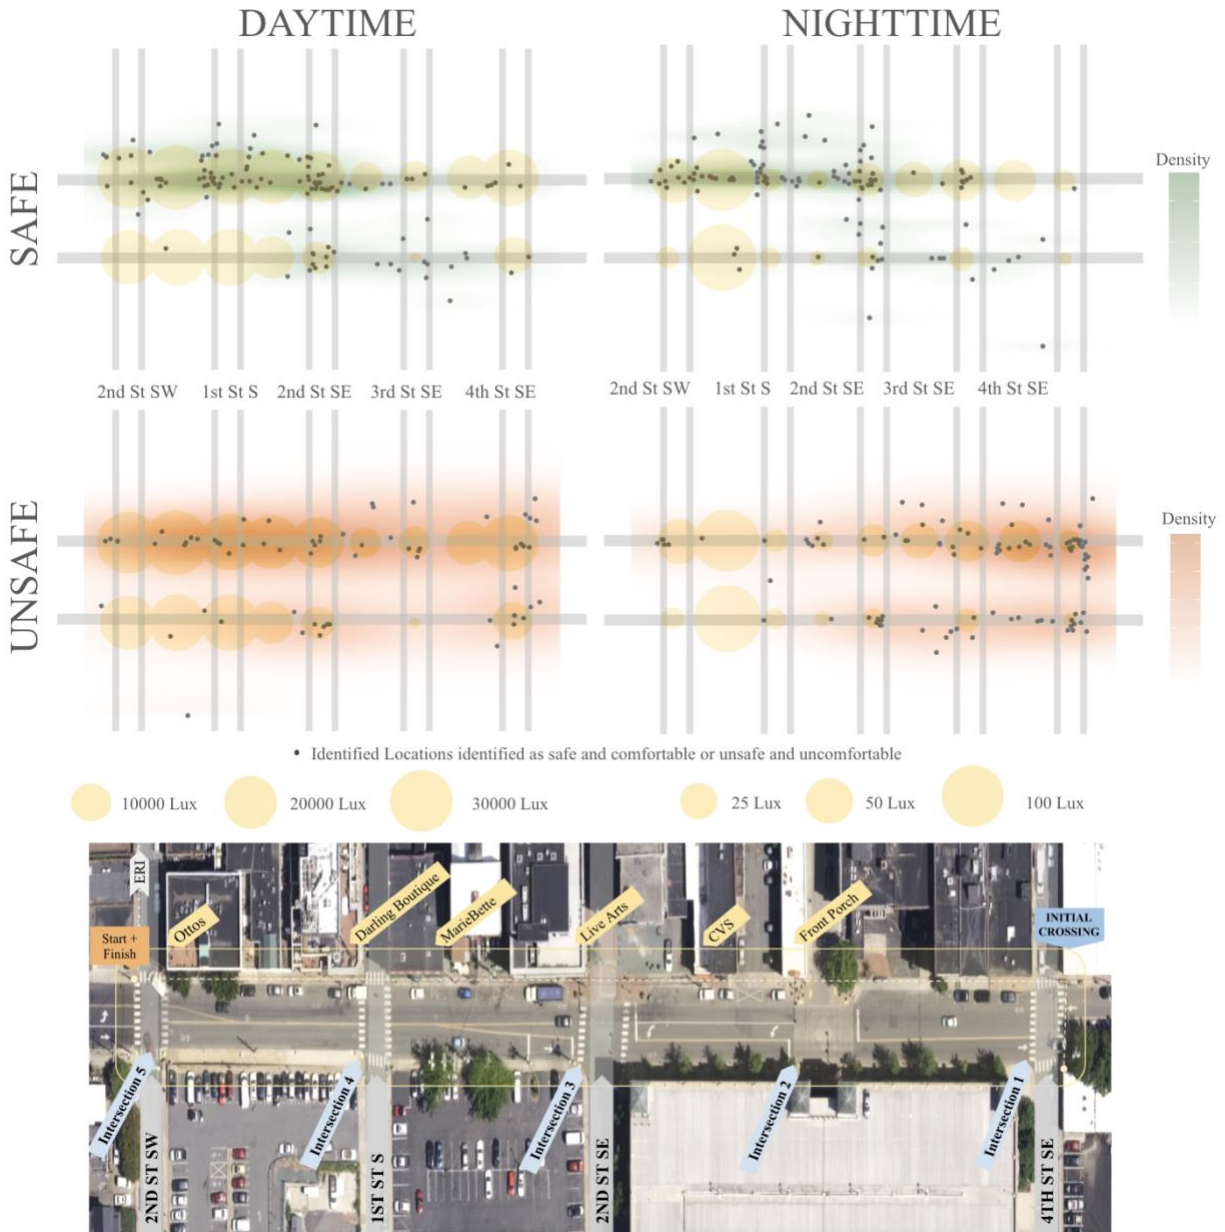 DAYTIME
NIGHTTIME
SAFE
Density
2nd St SW 1st St S 2nd St SE 3rd St SE 4th St SE
2nd St SW 1st St S 2nd St SE 3rd St SE 4th St SE
UNSAFE
Density
• Identified Locations identified as safe and comfortable or unsafe and uncomfortable
10000 Lux 20000 Lux 30000 Lux
25 Lux 50 Lux 100 Lux
ERI
Start +
Finish
Ottos
Darling Boutique
MarieBette
Live Arts
CVS
Front Porch
INITIAL
CROSSING
Intersection 5
2ND ST SW
Intersection 4
1ST ST S
Intersection 3
2ND ST SE
Intersection 2
Intersection 1
4TH ST SE